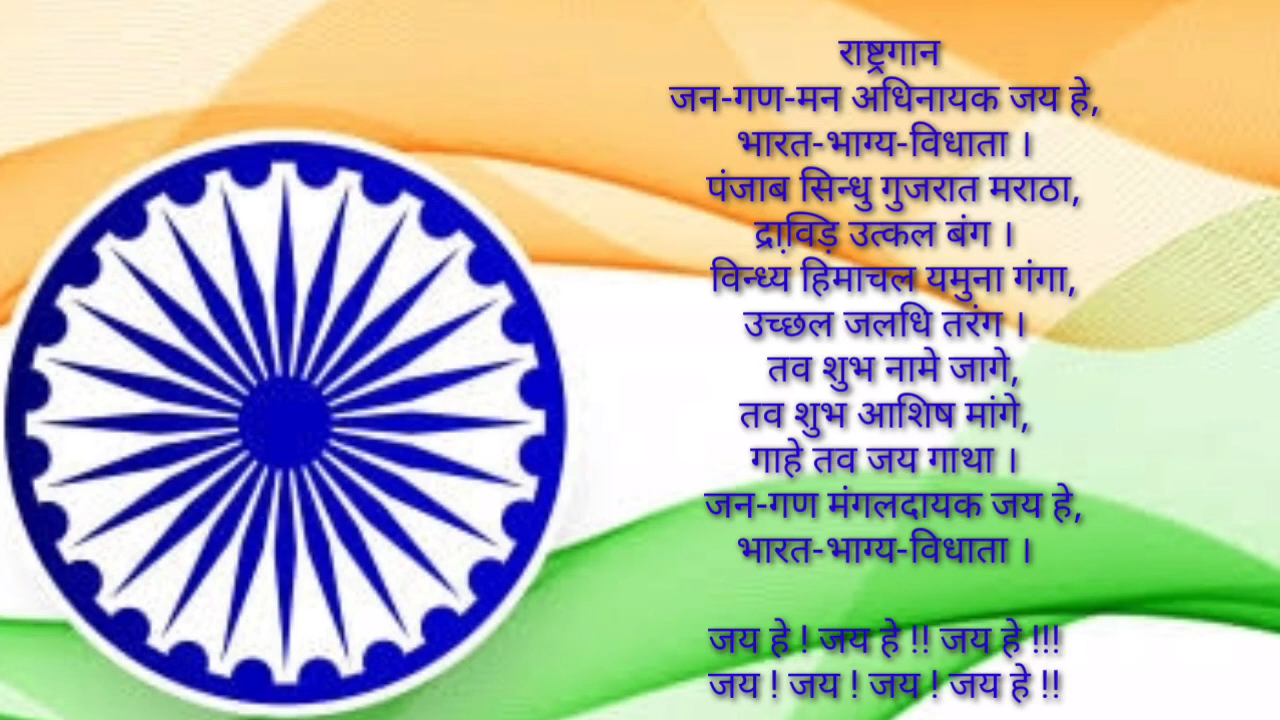 राष्ट्रगान
जन-गण-मन अधिनायक जय हे,
भारत-भाग्य-विधाता ।
पंजाब सिन्धु गुजरात मराठा,
द्रा़विड़ उत्कल बंग ।
विन्ध्य हिमाचल यमुना गंगा,
उच्छल जलधि तरंग ।
तव शुभ नामे जागे,
तव शुभ आशिष मांगे,
गाहे तव जय गाथा ।
जन-गण मंगलदायक जय हे,
भारत-भाग्य-विधाता ।
जय हे ! जय हे !! जय हे !!!
जय ! जय ! जय ! जय हे !!